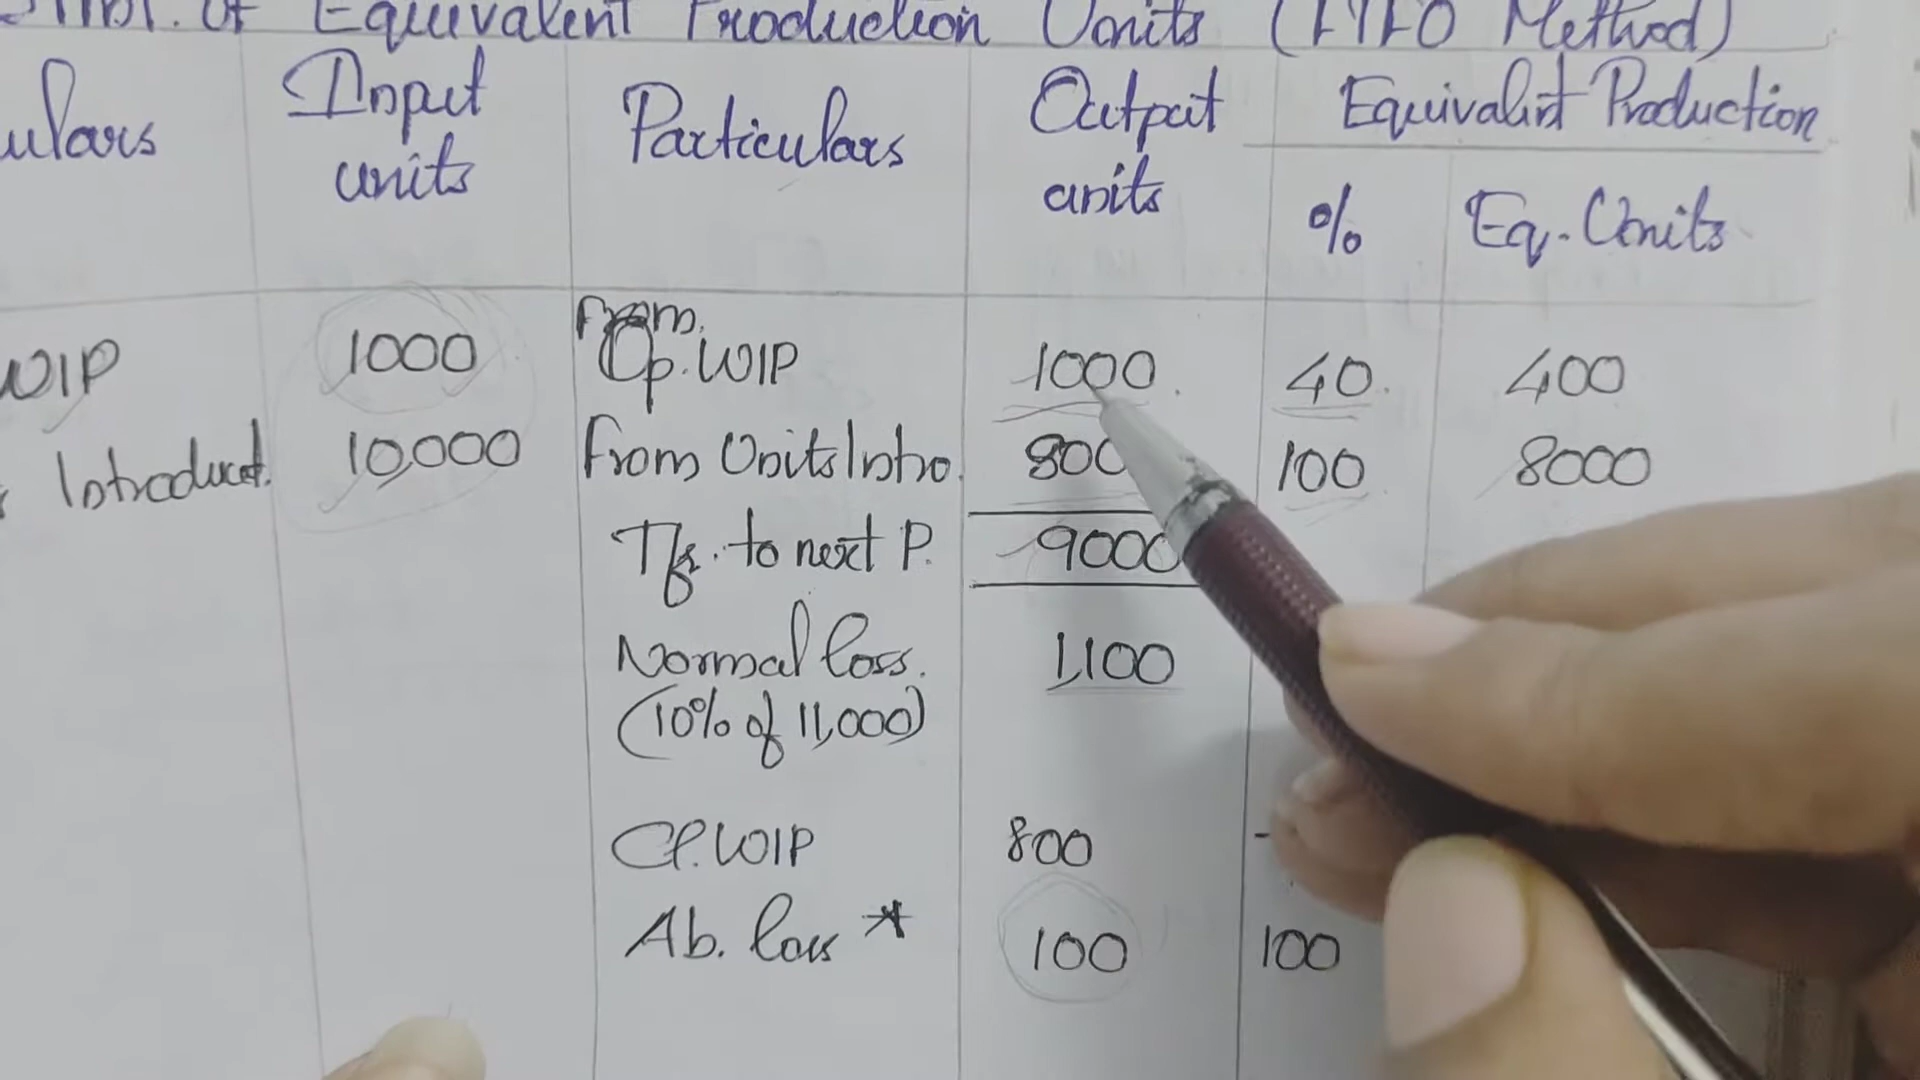 Stmt. of Equivalent Production Units (FIFO Method)
ulars Input units Particulars Output units Equivalent Production
% Eq. Units
WIP 1000 From Op. WIP 1000 40 400
Introduced. 10,000 From Units Intro. 800 100 8000
Tfr. to next P. 9000
Normal loss. 1,100
(10% of 11,000)
Cl. WIP 800 -
Ab. loss * 100 100